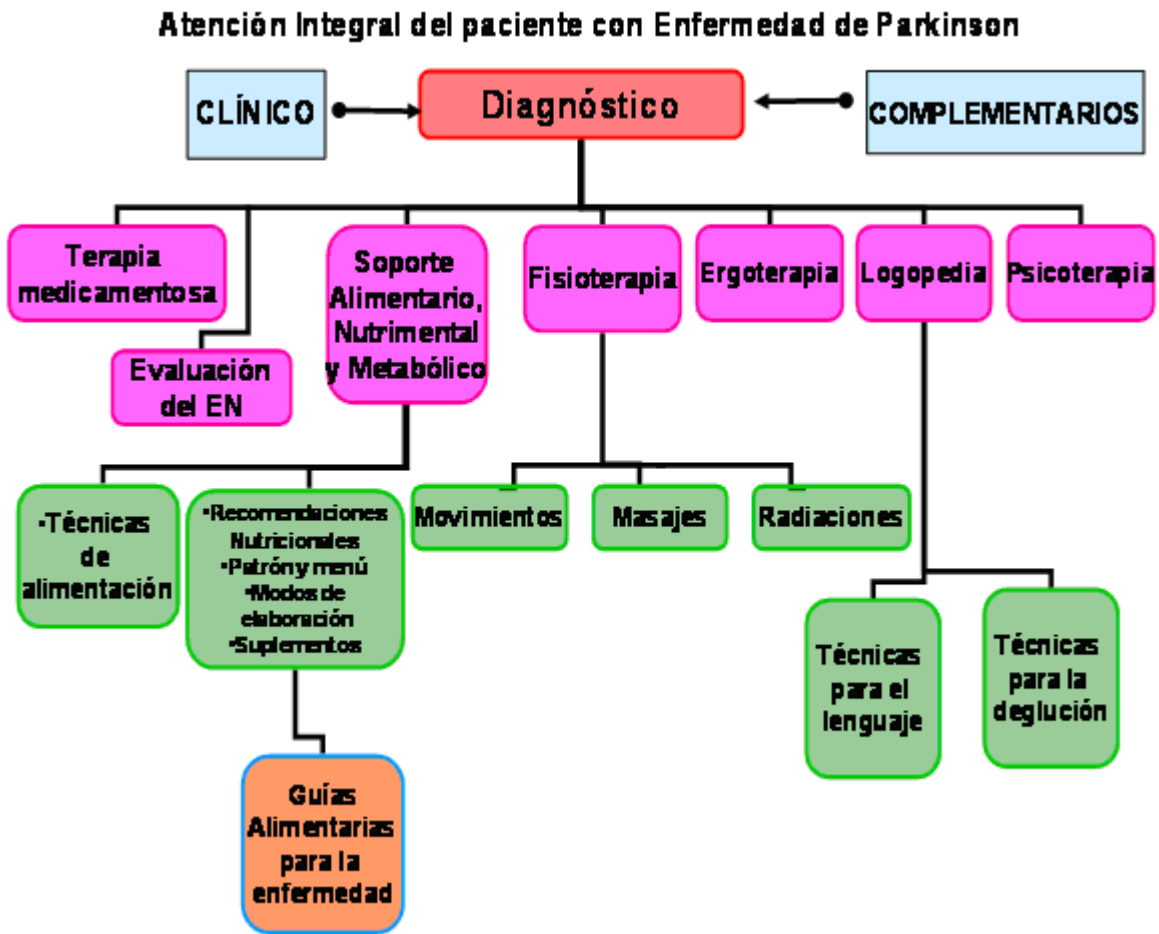 Atención Integral del paciente con Enfermedad de Parkinson
CLÍNICO
Diagnóstico
COMPLEMENTARIOS
Terapia
medicamentosa
Evaluación
del EN
Soporte
Alimentario,
Nutrimental
y Metabólico
Fisioterapia
Ergoterapia
Logopedia
Psicoterapia
•Técnicas
de
alimentación
•Recomendaciones
Nutricionales
•Patrón y menú
•Modos de
elaboración
•Suplementos
Movimientos
Masajes
Radiaciones
Técnicas
para el
lenguaje
Técnicas
para la
deglución
Guías
Alimentarias
para la
enfermedad